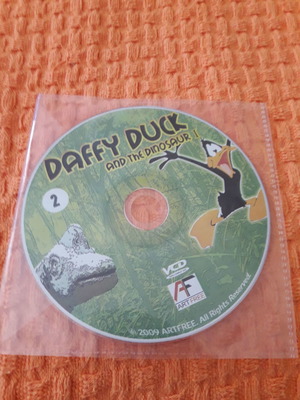 DAFFY DUCK
AND THE DINOSAUR !
2
VCD
AF
ARTFREE
©2009 ARTFREE. All Rights Reserved.